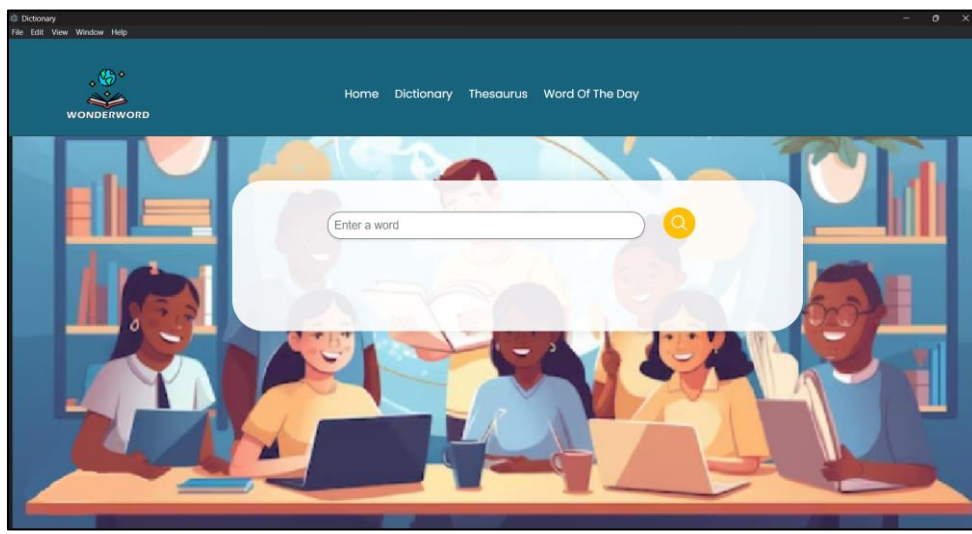 Dictionary
File Edit View Window Help
WONDERWORD
Home Dictionary Thesaurus Word Of The Day
Enter a word